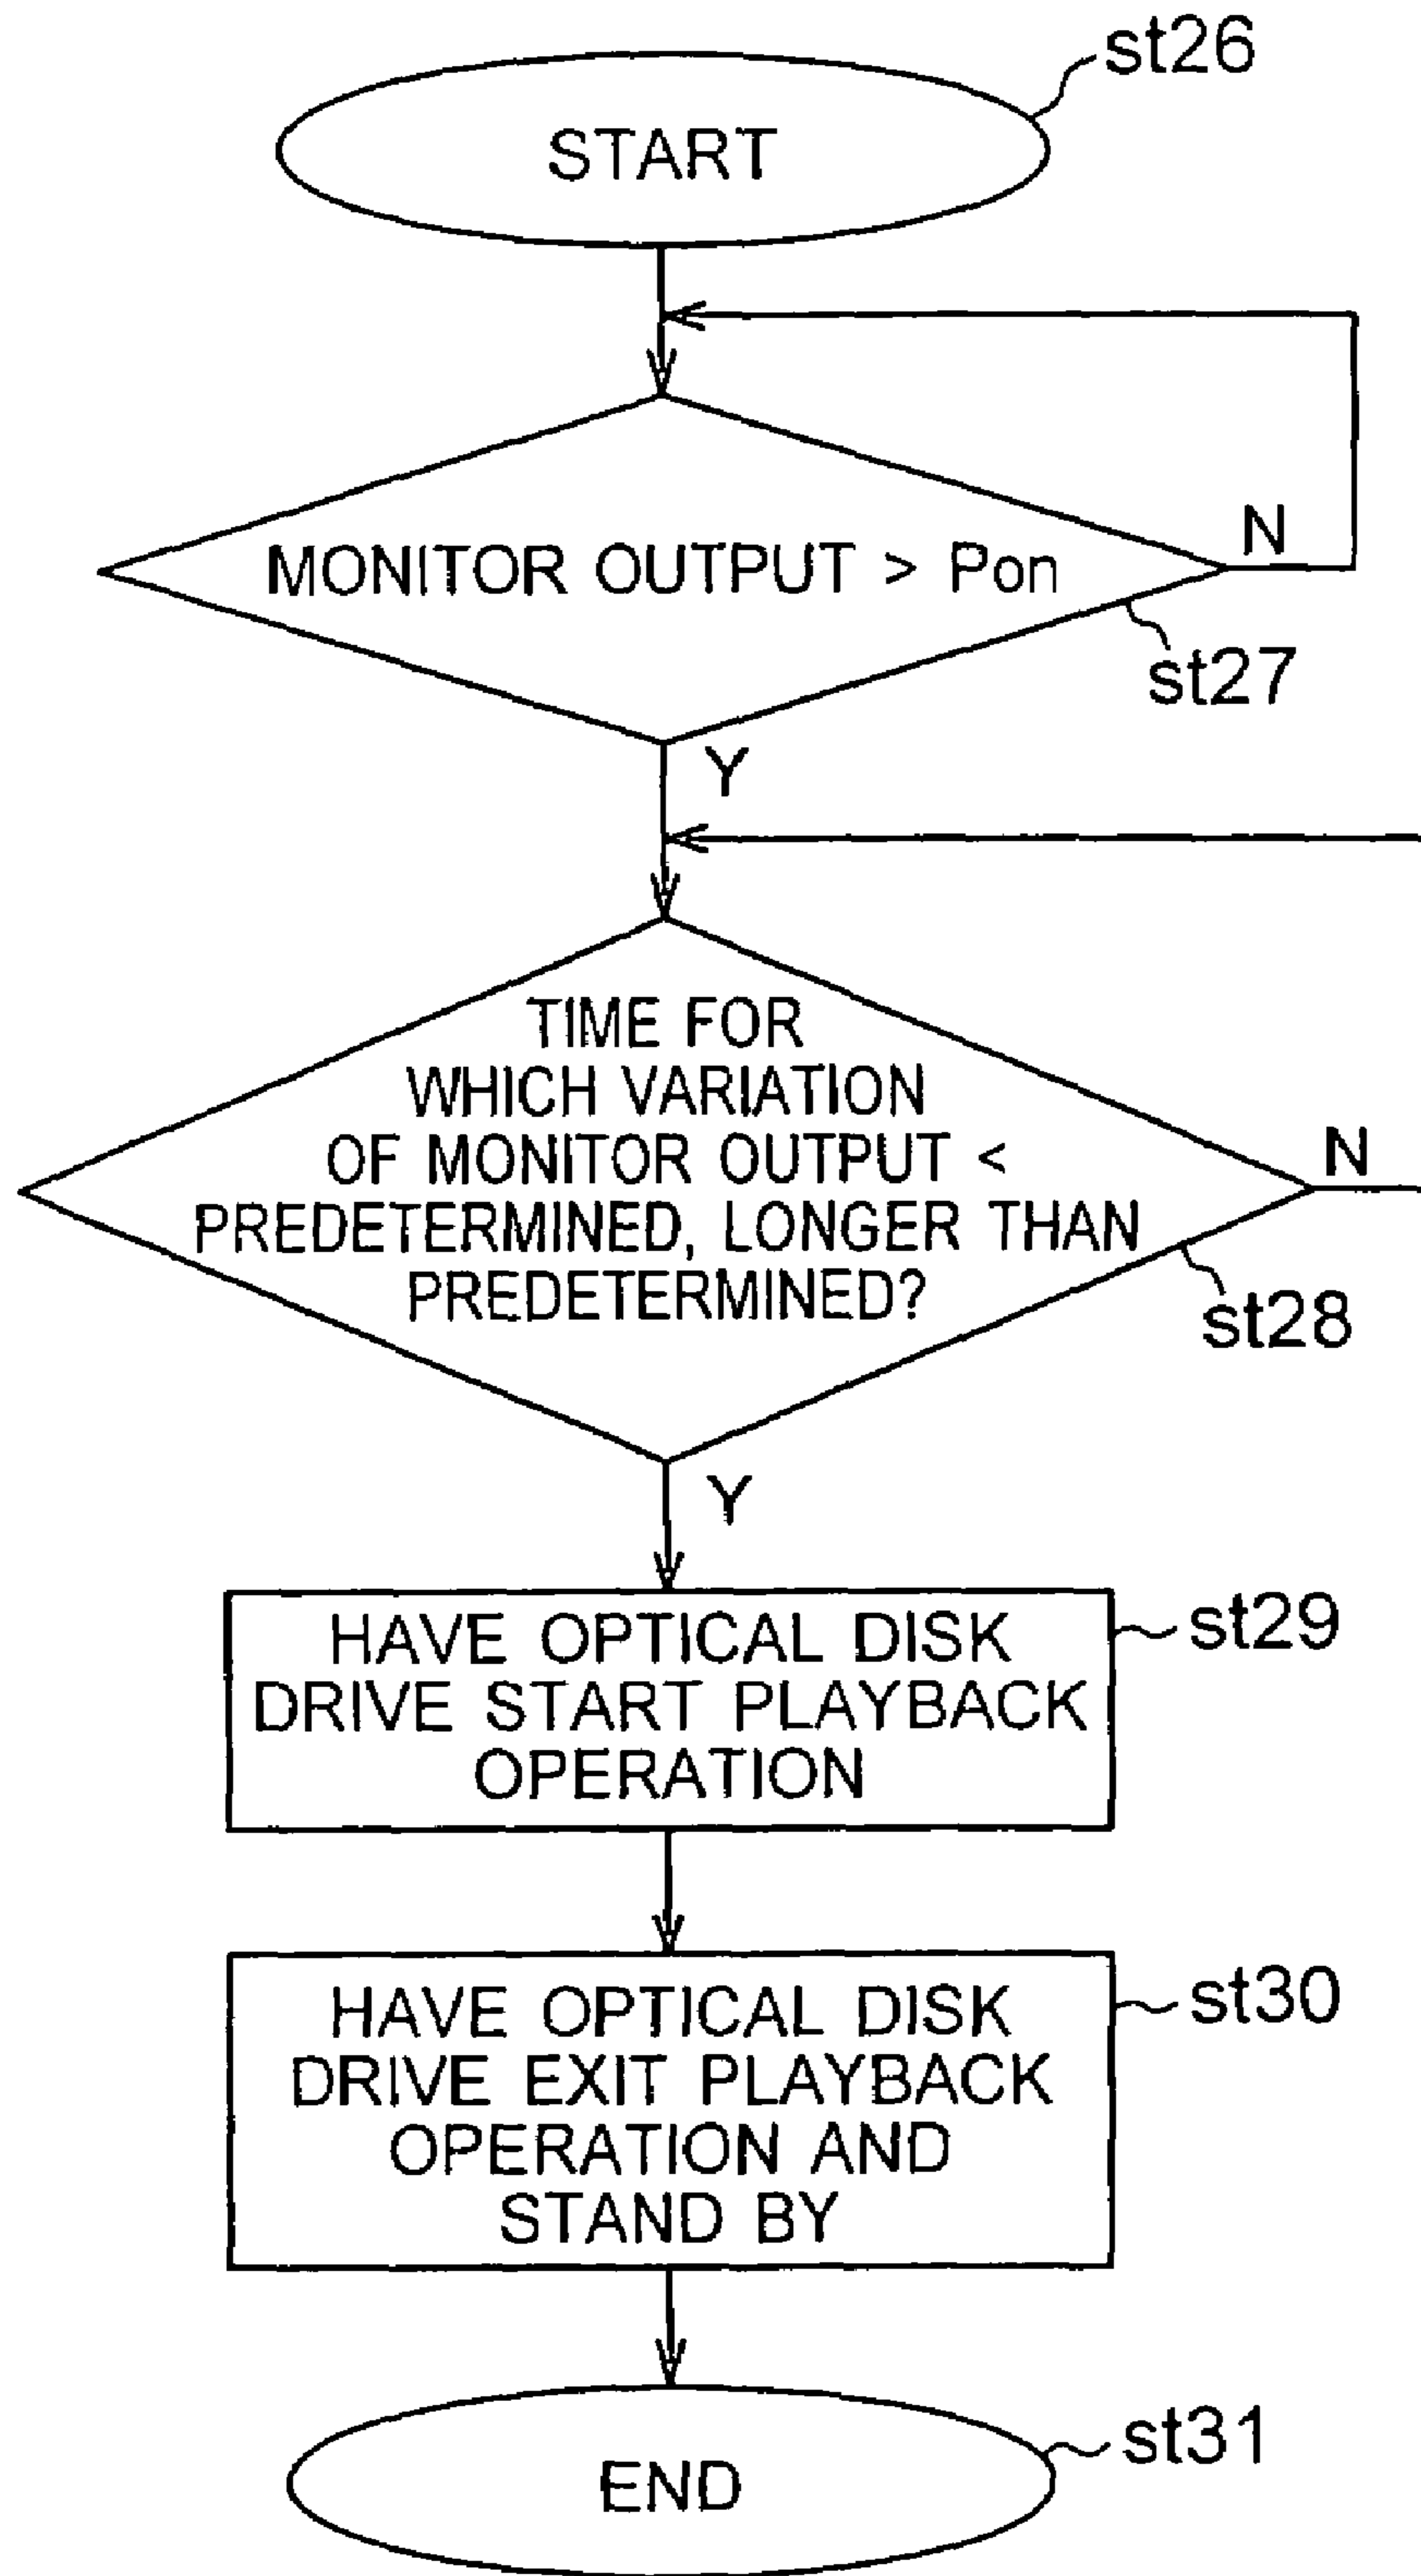 st26
START
N
MONITOR OUTPUT > Pon
st27
Y
TIME FOR
WHICH VARIATION
OF MONITOR OUTPUT <
PREDETERMINED, LONGER THAN
PREDETERMINED?
N
st28
Y
HAVE OPTICAL DISK
DRIVE START PLAYBACK
OPERATION
st29
HAVE OPTICAL DISK
DRIVE EXIT PLAYBACK
OPERATION AND
STAND BY
st30
END
st31